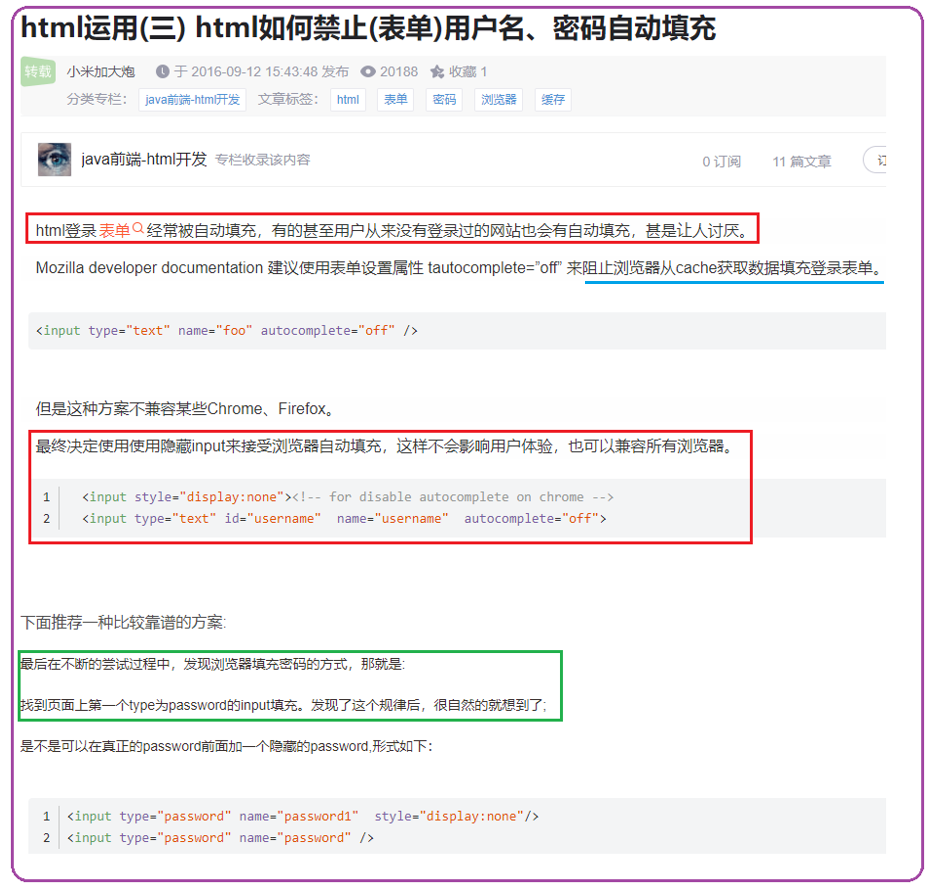 html运用(三) html如何禁止(表单)用户名、密码自动填充
转载 小米加大炮 于 2016-09-12 15:43:48 发布 20188 收藏 1
分类专栏： java前端-html开发 文章标签： html 表单 密码 浏览器 缓存
java前端-html开发 专栏收录该内容 0 订阅 11 篇文章 订
html登录 表单 经常被自动填充，有的甚至用户从来没有登录过的网站也会有自动填充，甚是让人讨厌。
Mozilla developer documentation 建议使用表单设置属性 tautocomplete=”off” 来阻止浏览器从cache获取数据填充登录表单。
<input type="text" name="foo" autocomplete="off" />
但是这种方案不兼容某些Chrome、Firefox。
最终决定使用使用隐藏input来接受浏览器自动填充，这样不会影响用户体验，也可以兼容所有浏览器。
1 <input style="display:none"><!-- for disable autocomplete on chrome -->
2 <input type="text" id="username" name="username" autocomplete="off">
下面推荐一种比较靠谱的方案:
最后在不断的尝试过程中，发现浏览器填充密码的方式，那就是:
找到页面上第一个type为password的input填充。发现了这个规律后，很自然的就想到了;
是不是可以在真正的password前面加一个隐藏的password,形式如下：
1 <input type="password" name="password1" style="display:none"/>
2 <input type="password" name="password" />